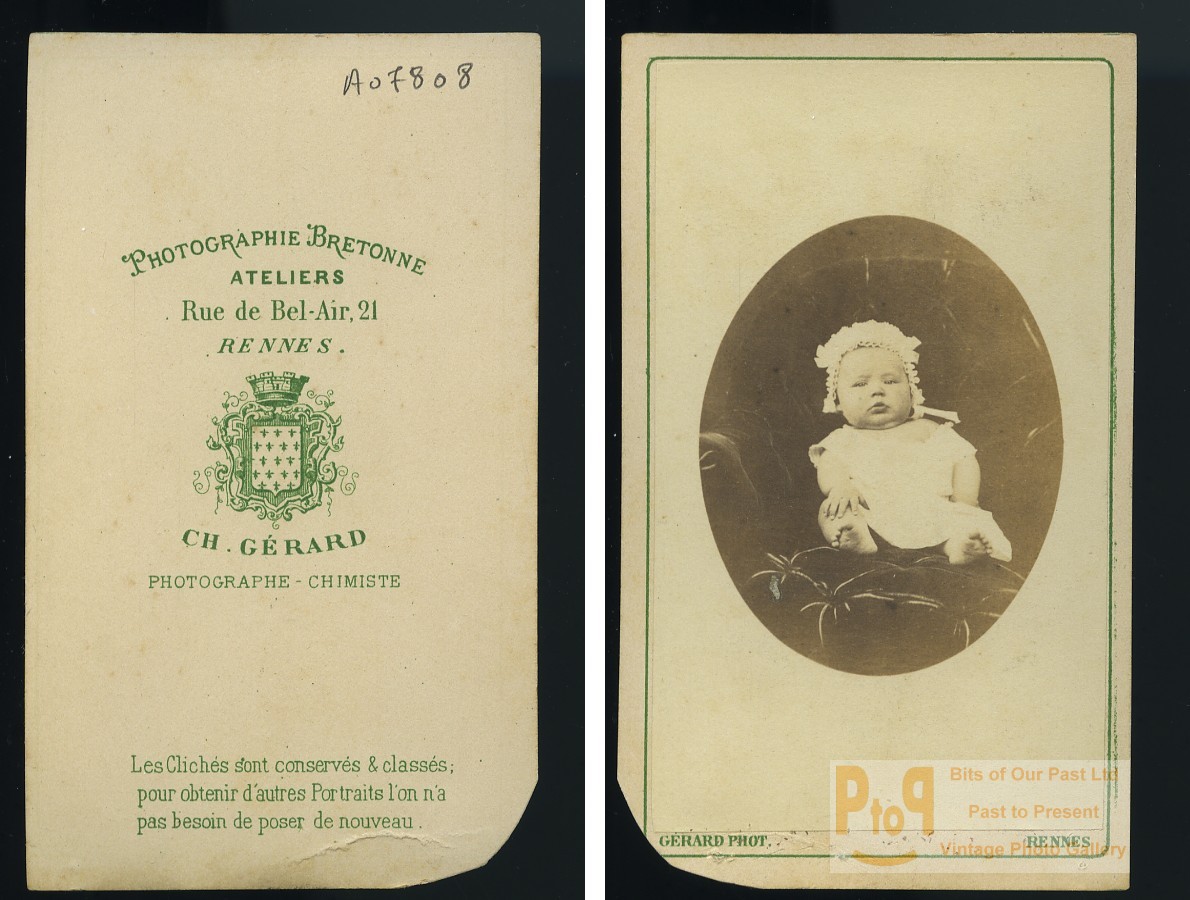 A07808
PHOTOGRAPHIE BRETONNE
ATELIERS
Rue de Bel-Air, 21
RENNES.
CH. GÉRARD
PHOTOGRAPHE - CHIMISTE
Les Clichés sont conservés & classés;
pour obtenir d'autres Portraits l'on n'a
pas besoin de poser de nouveau.
GÉRARD PHOT.
RENNES
PtoP
Bits of Our Past Ltd
Past to Present
Vintage Photo Gallery